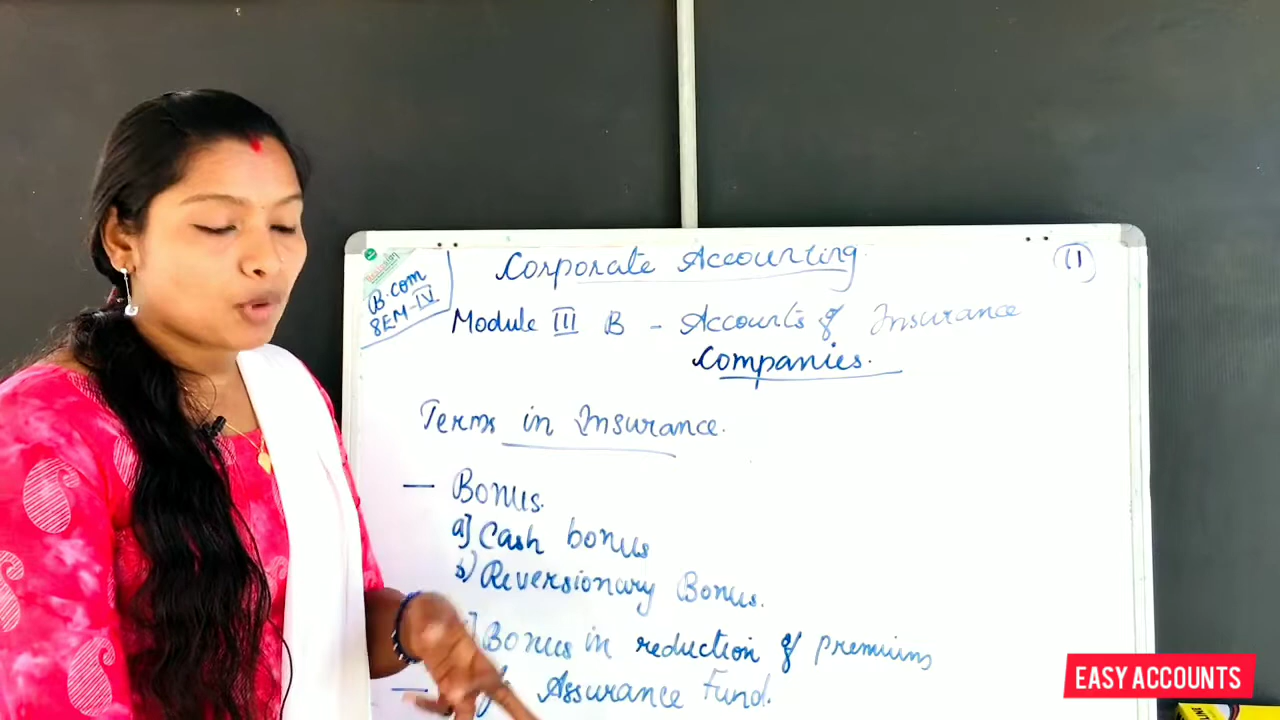 B.com
SEM-IV
Corporate Accounting
(1)
Module III B - Accounts of Insurance
Companies.
Terms in Insurance.
— Bonus.
a] Cash bonus
b) Reversionary Bonus.
] Bonus in reduction of premium
— Assurance Fund.
EASY ACCOUNTS